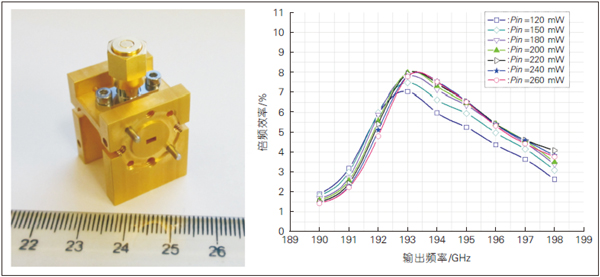 22 23 24 25 26
倍频效率/%
11
10
9
8
7
6
5
4
3
2
1
:Pin=120 mW
:Pin=150 mW
:Pin=180 mW
:Pin=200 mW
:Pin=220 mW
:Pin=240 mW
:Pin=260 mW
189 190 191 192 193 194 195 196 197 198 199
输出频率/GHz